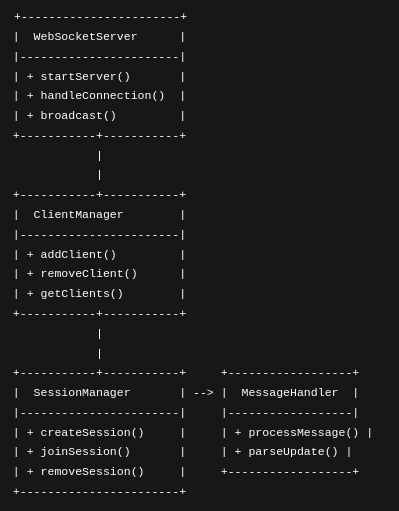 +-----------------------+
|  WebSocketServer      |
|-----------------------|
| + startServer()       |
| + handleConnection()  |
| + broadcast()         |
+-----------+-----------+
            |
            |
+-----------+-----------+
|  ClientManager        |
|-----------------------|
| + addClient()         |
| + removeClient()      |
| + getClients()        |
+-----------+-----------+
            |
            |
+-----------+-----------+     +------------------+
|  SessionManager       | --> |  MessageHandler  |
|-----------------------|     |------------------|
| + createSession()     |     | + processMessage() |
| + joinSession()       |     | + parseUpdate() |
| + removeSession()     |     +------------------+
+-----------------------+